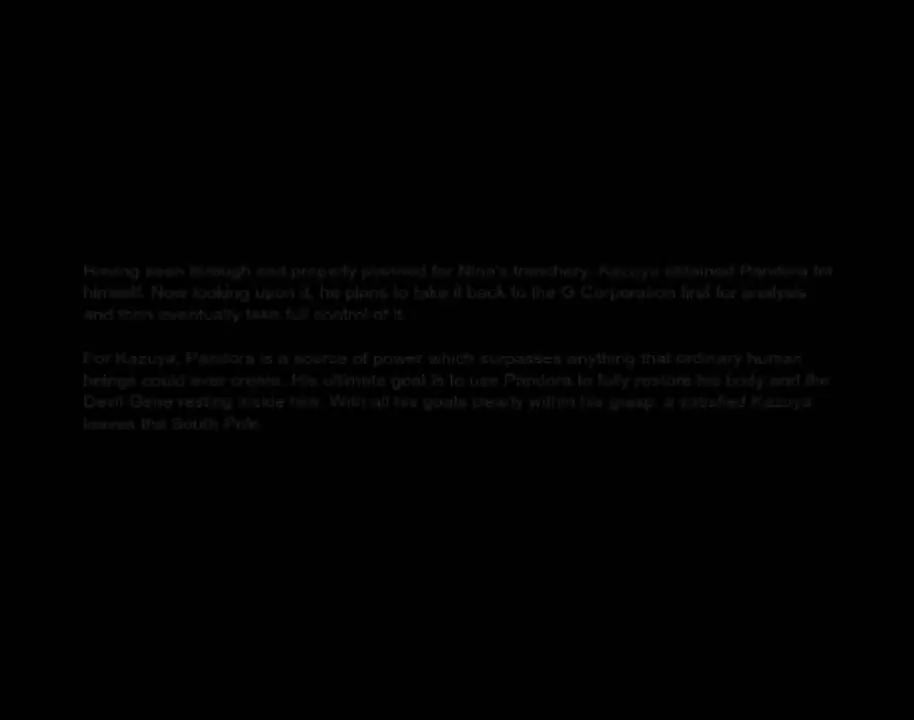 Having seen through and properly planned for Nina's treachery, Kazuya obtained Pandora for
himself. Now looking upon it, he plans to take it back to the G Corporation first for analysis
and then eventually take full control of it.
For Kazuya, Pandora is a source of power which surpasses anything that ordinary human
beings could ever create. His ultimate goal is to use Pandora to fully restore his body and the
Devil Gene resting inside him. With all his goals clearly within his grasp, a satisfied Kazuya
leaves the South Pole.